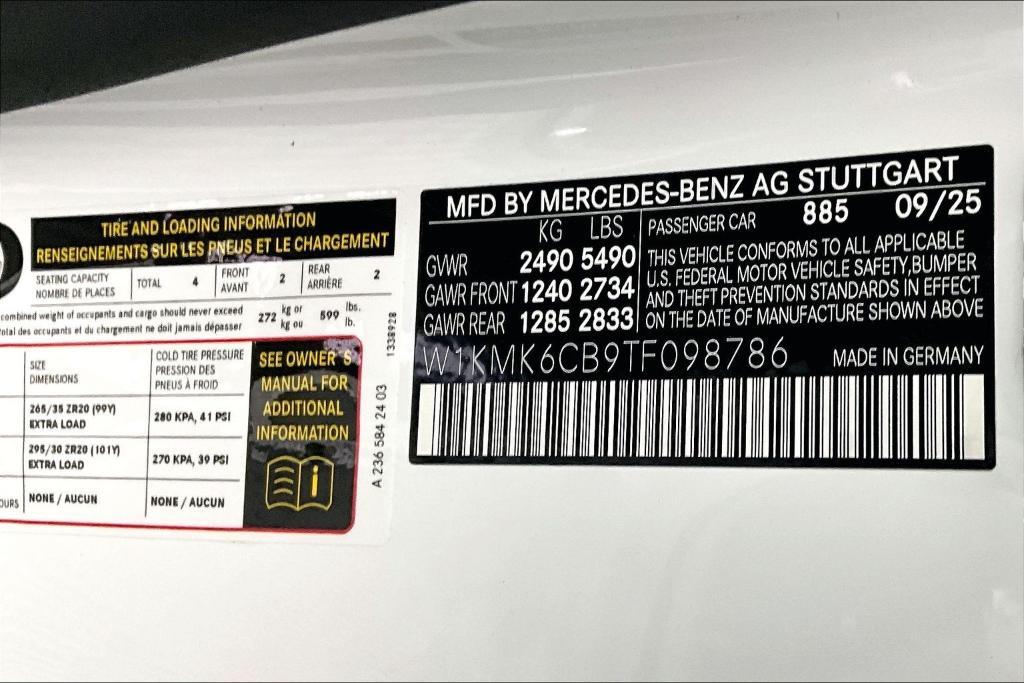 TIRE AND LOADING INFORMATION
RENSEIGNEMENTS SUR LES PNEUS ET LE CHARGEMENT
SEATING CAPACITY
NOMBRE DE PLACES
TOTAL 4
FRONT
AVANT
2
REAR
ARRIÈRE
2
combined weight of occupants and cargo should never exceed
total des occupants et du chargement ne doit jamais dépasser
272 kg or
kg ou
599 lbs.
lb.
SIZE
DIMENSIONS
COLD TIRE PRESSURE
PRESSION DES
PNEUS À FROID
265/35 ZR20 (99Y)
EXTRA LOAD
280 KPA, 41 PSI
295/30 ZR20 (101Y)
EXTRA LOAD
270 KPA, 39 PSI
NONE / AUCUN
NONE / AUCUN
SEE OWNER'S
MANUAL FOR
ADDITIONAL
INFORMATION
1338928
A 236 584 24 03
MFD BY MERCEDES-BENZ AG STUTTGART
KG LBS
GVWR 2490 5490
GAWR FRONT 1240 2734
GAWR REAR 1285 2833
PASSENGER CAR 885 09/25
THIS VEHICLE CONFORMS TO ALL APPLICABLE
U.S. FEDERAL MOTOR VEHICLE SAFETY,BUMPER
AND THEFT PREVENTION STANDARDS IN EFFECT
ON THE DATE OF MANUFACTURE SHOWN ABOVE
W1KMK6CB9TF098786 MADE IN GERMANY